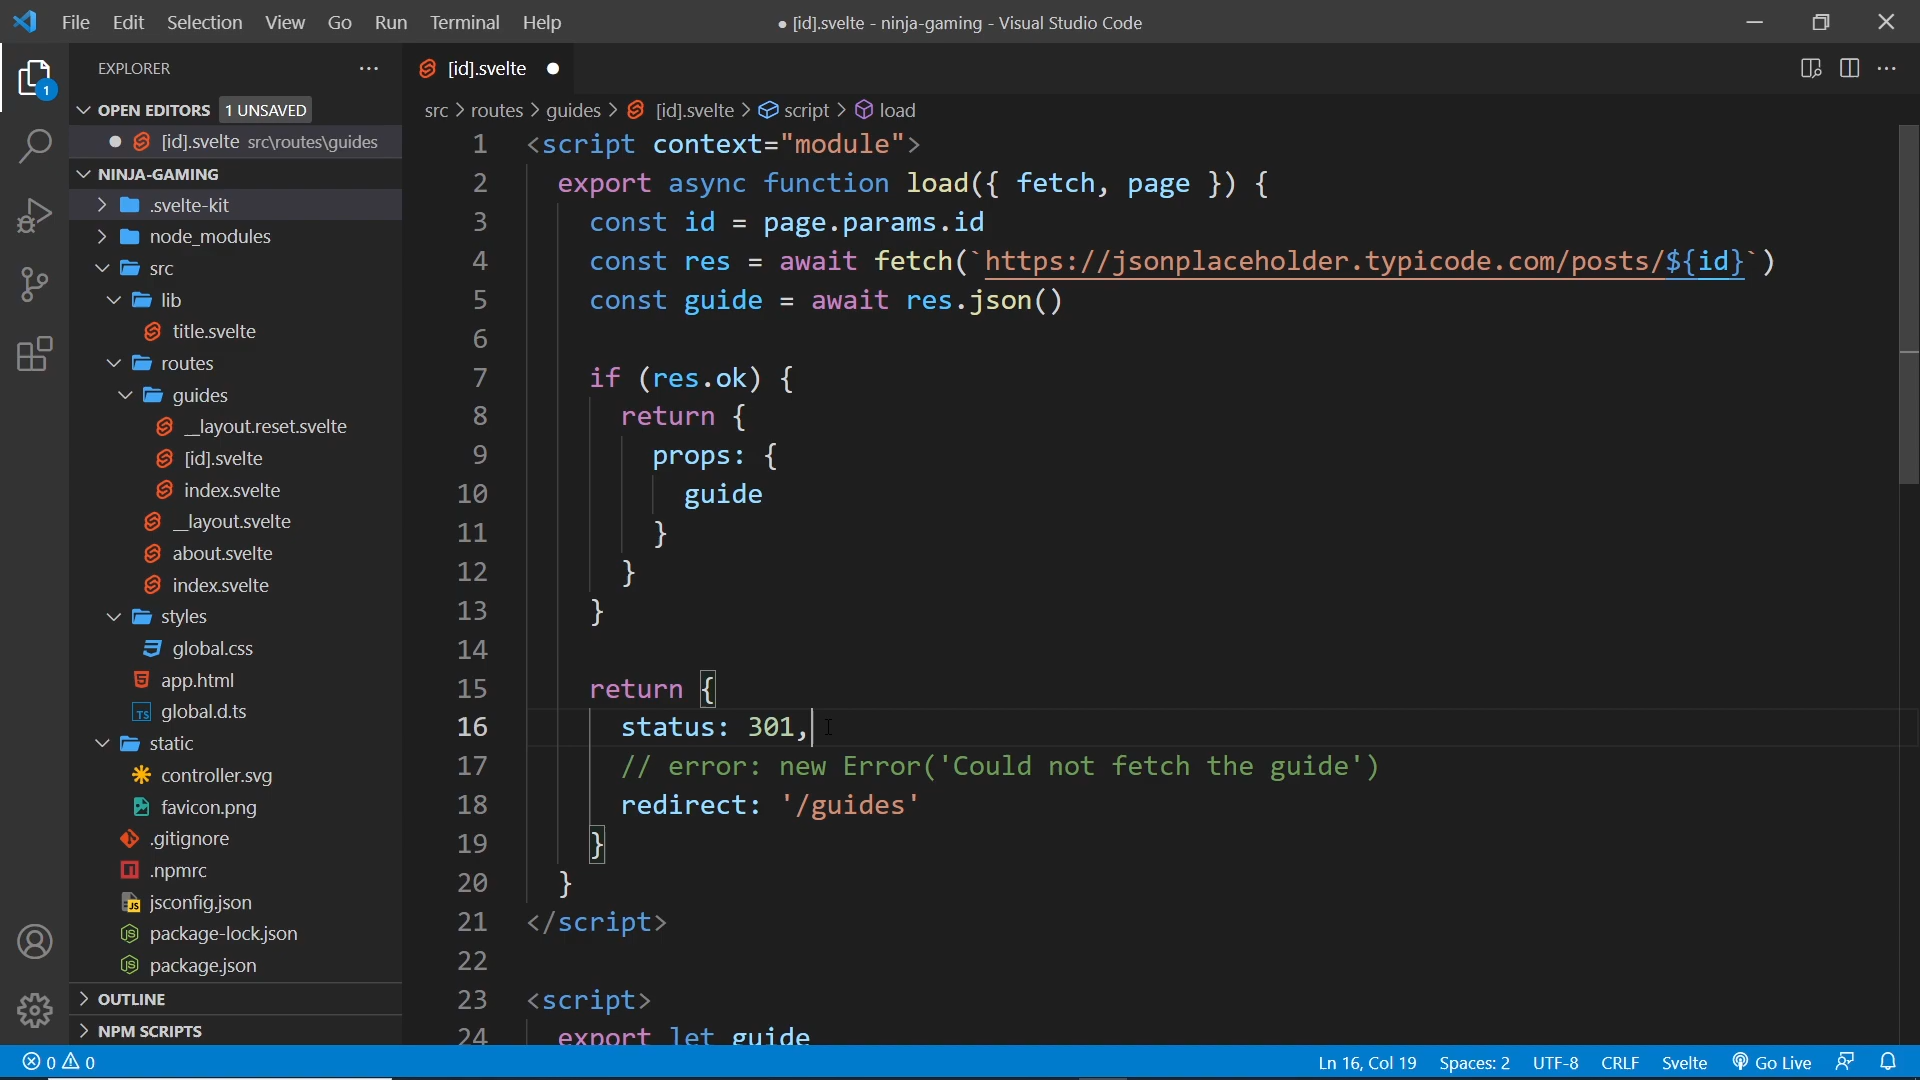 File Edit Selection View Go Run Terminal Help
● [id].svelte - ninja-gaming - Visual Studio Code
EXPLORER
OPEN EDITORS 1 UNSAVED
[id].svelte src\routes\guides
NINJA-GAMING
.svelte-kit
node_modules
src
lib
title.svelte
routes
guides
__layout.reset.svelte
[id].svelte
index.svelte
__layout.svelte
about.svelte
index.svelte
styles
global.css
app.html
global.d.ts
static
controller.svg
favicon.png
.gitignore
.npmrc
jsconfig.json
package-lock.json
package.json
OUTLINE
NPM SCRIPTS
1
[id].svelte
src > routes > guides > [id].svelte > script > load
1 <script context="module">
2 export async function load({ fetch, page }) {
3 const id = page.params.id
4 const res = await fetch(`https://jsonplaceholder.typicode.com/posts/${id}`)
5 const guide = await res.json()
6
7 if (res.ok) {
8 return {
9 props: {
10 guide
11 }
12 }
13 }
14
15 return {
16 status: 301,
17 // error: new Error('Could not fetch the guide')
18 redirect: '/guides'
19 }
20 }
21 </script>
22
23 <script>
24 export let guide
0 0
Ln 16, Col 19 Spaces: 2 UTF-8 CRLF Svelte Go Live